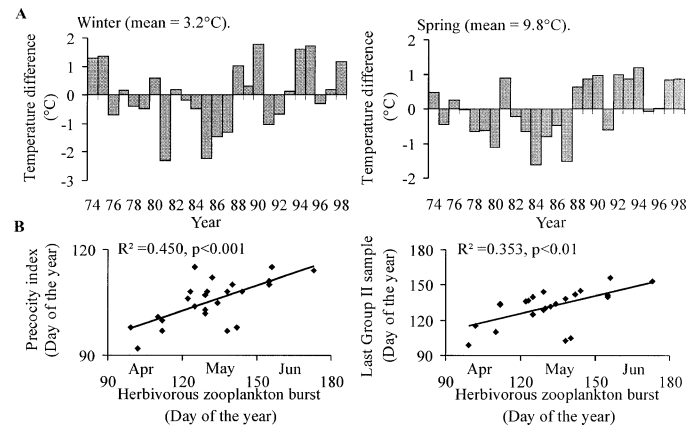 A
Winter (mean = 3.2°C).
Spring (mean = 9.8°C).
Temperature difference
(°C)
2
1
0
-1
-2
-3
74 76 78 80 82 84 86 88 90 92 94 96 98
Year
Temperature difference
(°C)
2
1
0
-1
-2
74 76 78 80 82 84 86 88 90 92 94 96 98
Year
B
R² =0.450, p<0.001
Precocity index
(Day of the year)
120
90
Apr May Jun
90 120 150 180
Herbivorous zooplankton burst
(Day of the year)
R² =0.353, p<0.01
Last Group II sample
(Day of the year)
180
150
120
90
Apr May Jun
90 120 150 180
Herbivorous zooplankton burst
(Day of the year)